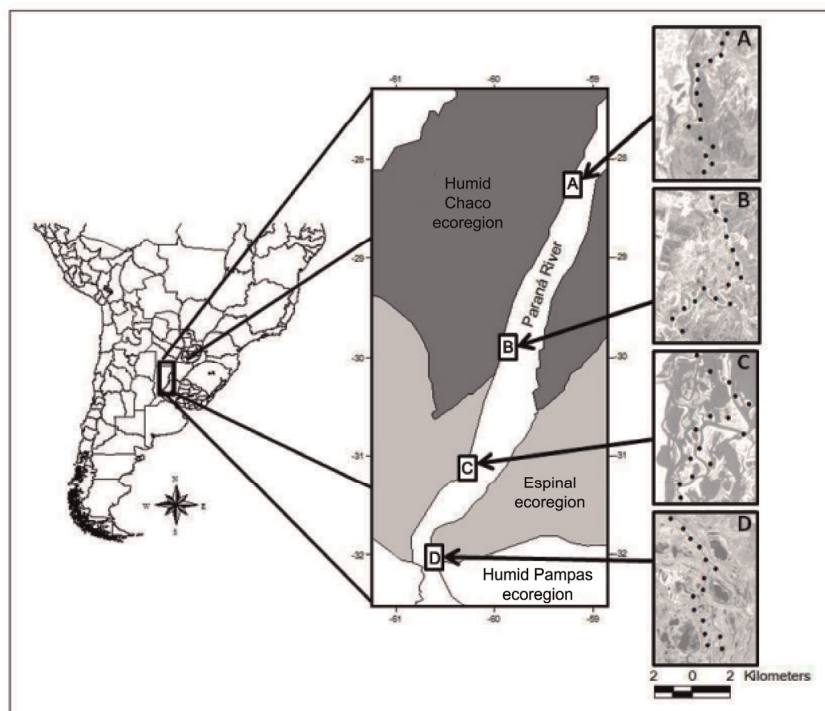 -61
-60
-59
-28
-28
-29
-29
-30
-30
-31
-31
-32
-32
-61
-60
-59
Humid
Chaco
ecoregion
Paraná River
Espinal
ecoregion
Humid Pampas
ecoregion
A
B
C
D
A
B
C
D
N
W
E
S
2 0 2 Kilometers